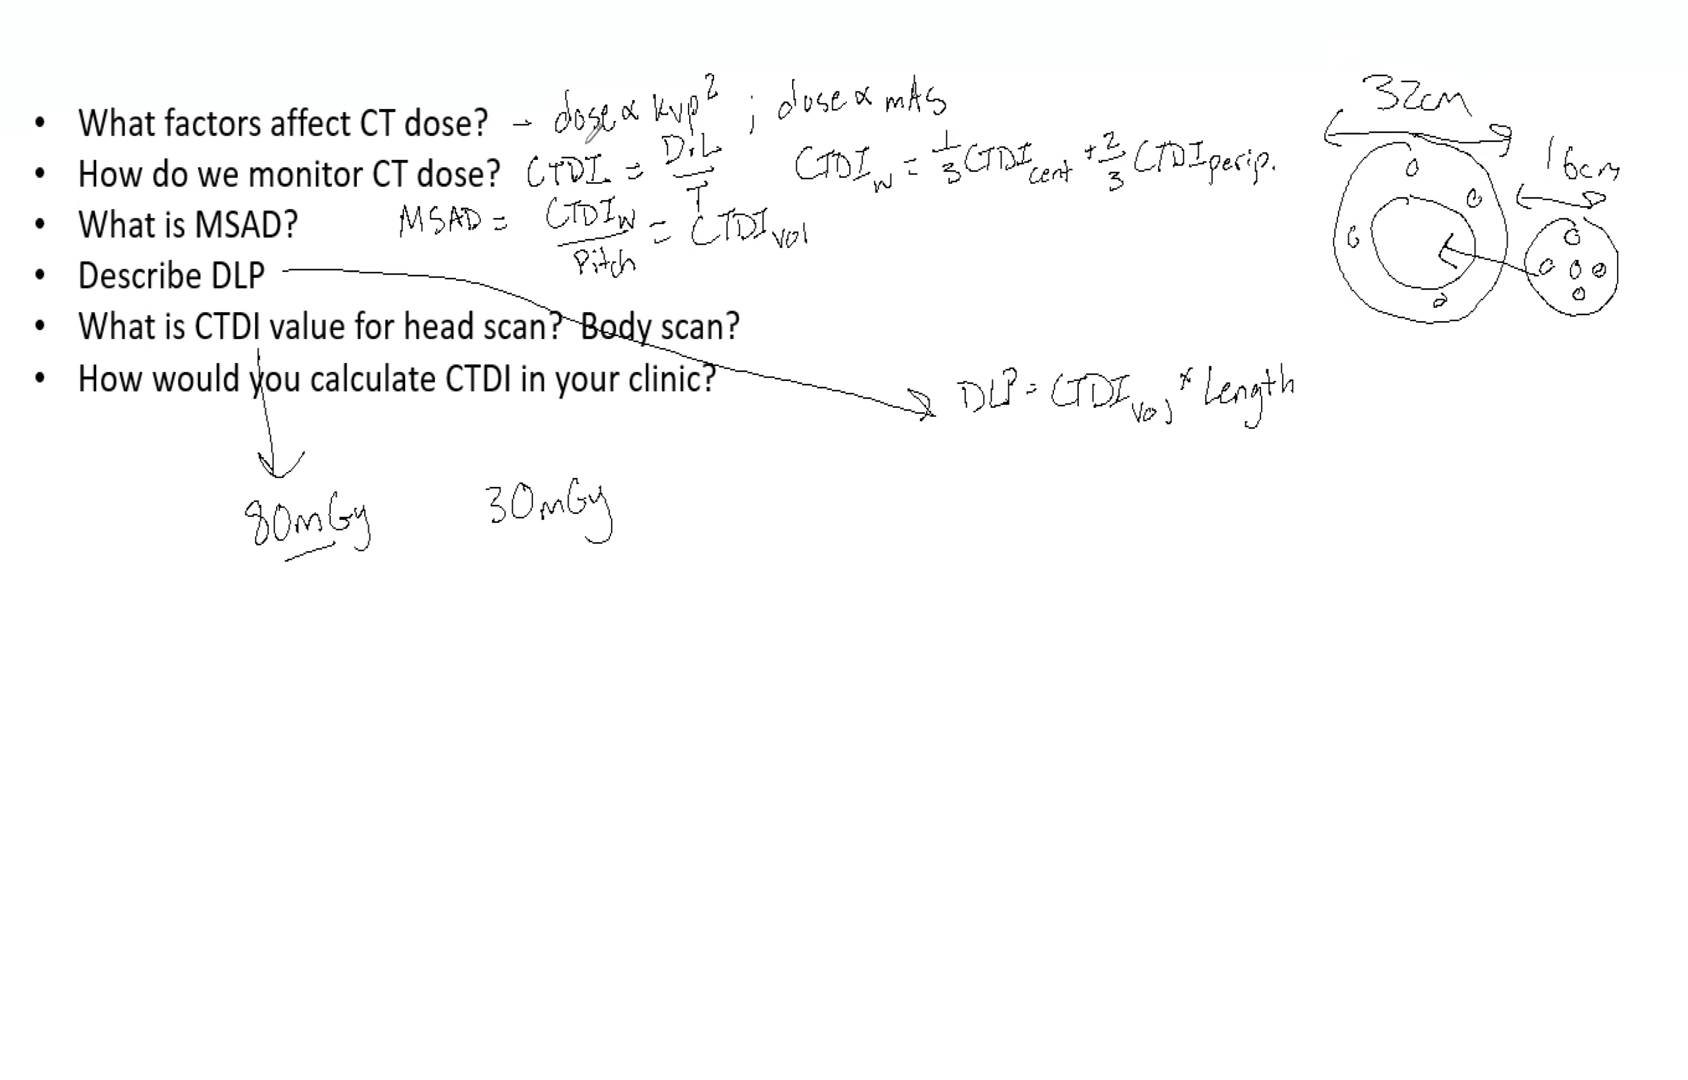 • What factors affect CT dose? – dose ∝ kvp² ; dose ∝ mAs
• How do we monitor CT dose? CTDI = D·L/T CTDI_w = 1/3 CTDI_cent + 2/3 CTDI_perip.
• What is MSAD? MSAD = CTDI_w/Pitch = CTDI_vol
• Describe DLP
• What is CTDI value for head scan? Body scan?
• How would you calculate CTDI in your clinic?
DLP = CTDI_vol * Length
80mGy 30mGy
32cm
16cm